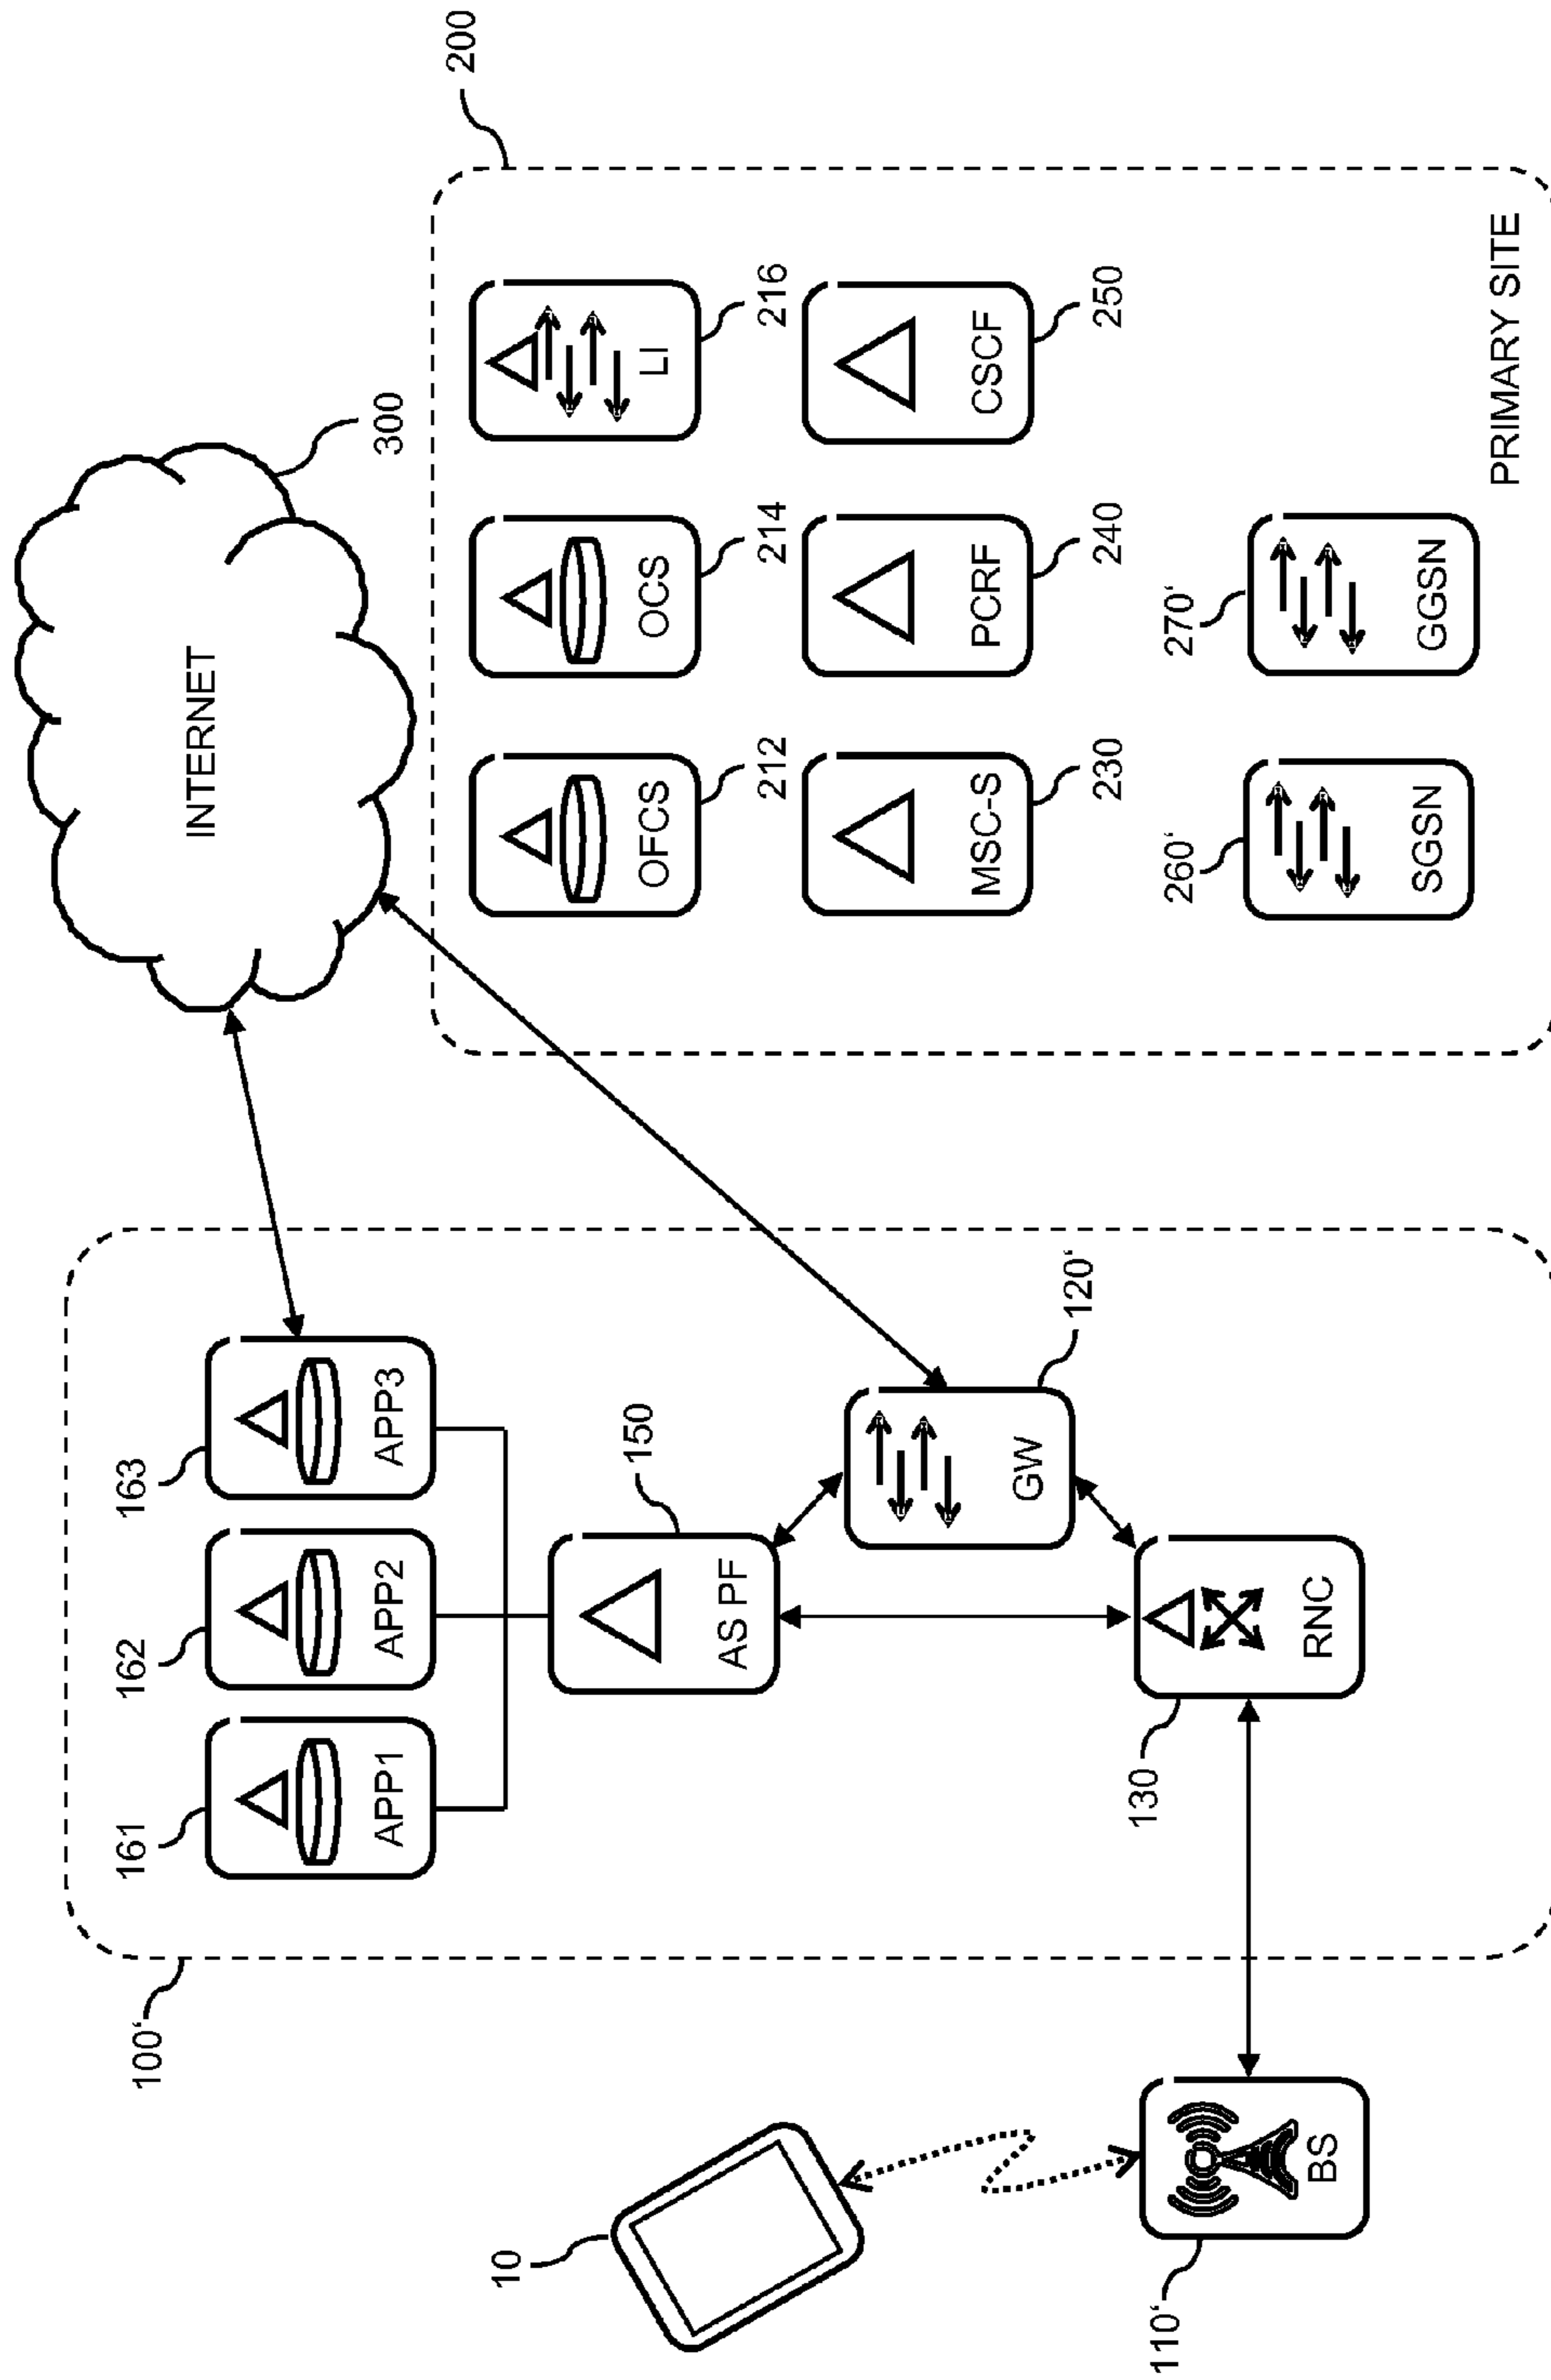 INTERNET
300
200
100‘
161
162
163
APP1
APP2
APP3
OFCS
OCS
LI
212
214
216
150
AS PF
MSC-S
PCRF
CSCF
230
240
250
10
GW
120‘
130
RNC
260‘
270‘
SGSN
GGSN
110‘
BS
PRIMARY SITE